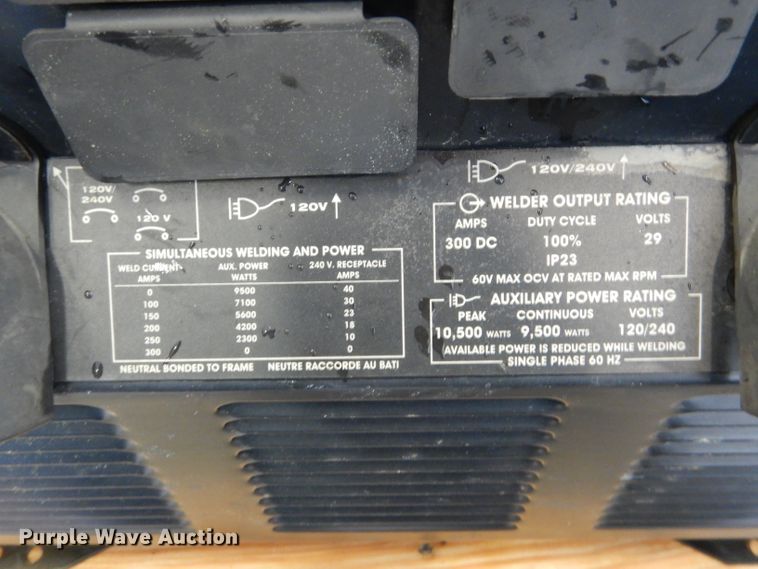 120V/
240V
120 V
120V
120V/240V
WELDER OUTPUT RATING
AMPS DUTY CYCLE VOLTS
300 DC 100% 29
IP23
60V MAX OCV AT RATED MAX RPM
SIMULTANEOUS WELDING AND POWER
WELD CURRENT AUX. POWER 240 V. RECEPTACLE
AMPS WATTS AMPS
0 9500 40
100 7100 30
150 5600 23
200 4200 18
250 2300 10
300 0 0
NEUTRAL BONDED TO FRAME NEUTRE RACCORDE AU BATI
AUXILIARY POWER RATING
PEAK CONTINUOUS VOLTS
10,500 WATTS 9,500 WATTS 120/240
AVAILABLE POWER IS REDUCED WHILE WELDING
SINGLE PHASE 60 HZ
Purple Wave Auction